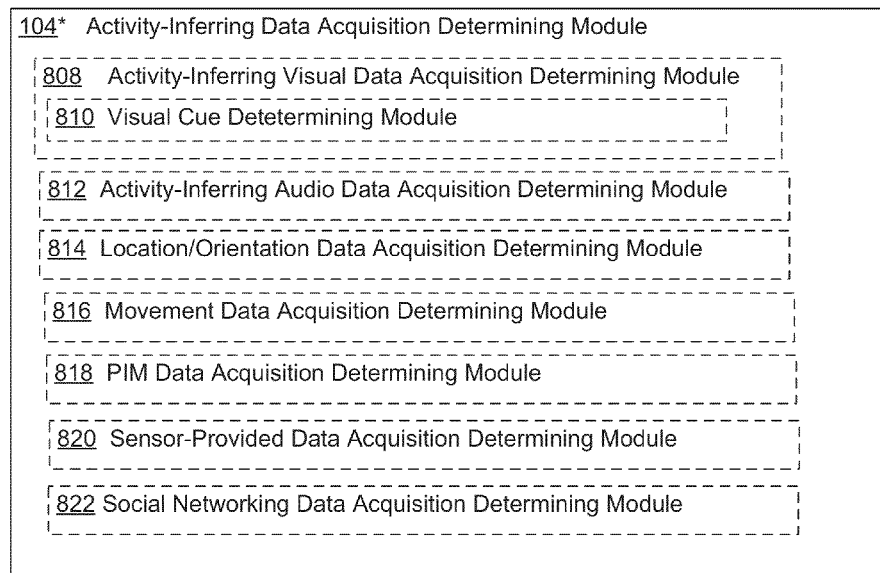 104* Activity-Inferring Data Acquisition Determining Module
808 Activity-Inferring Visual Data Acquisition Determining Module
810 Visual Cue Detetermining Module
812 Activity-Inferring Audio Data Acquisition Determining Module
814 Location/Orientation Data Acquisition Determining Module
816 Movement Data Acquisition Determining Module
818 PIM Data Acquisition Determining Module
820 Sensor-Provided Data Acquisition Determining Module
822 Social Networking Data Acquisition Determining Module